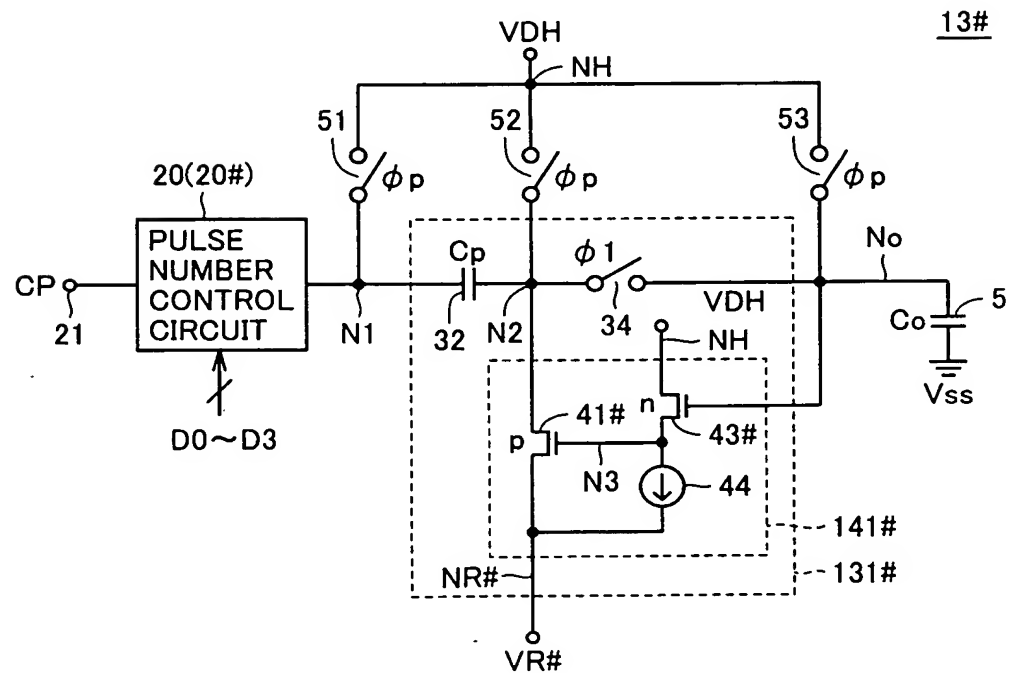 13#
VDH
NH
51
52
53
ϕp
ϕp
ϕp
20(20#)
PULSE
NUMBER
CONTROL
CIRCUIT
CP
21
N1
Cp
32
N2
ϕ1
34
VDH
No
Co
5
Vss
NH
D0~D3
41#
p
n
43#
N3
44
141#
131#
NR#
VR#